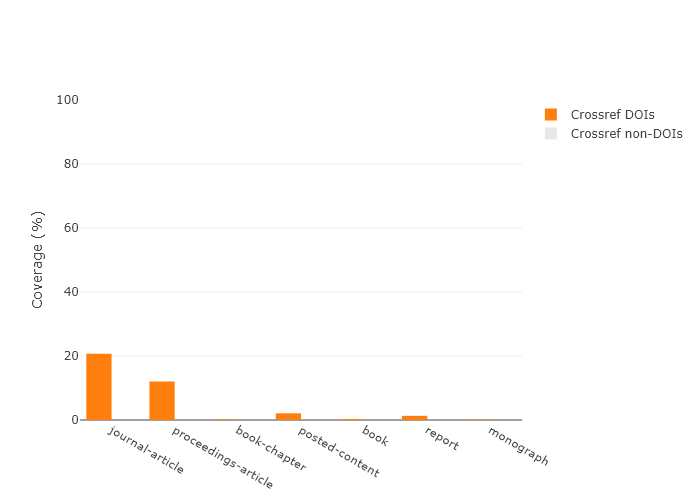 100
80
60
40
20
0
Coverage (%)
journal-article
proceedings-article
book-chapter
posted-content
book
report
monograph
Crossref DOIs
Crossref non-DOIs